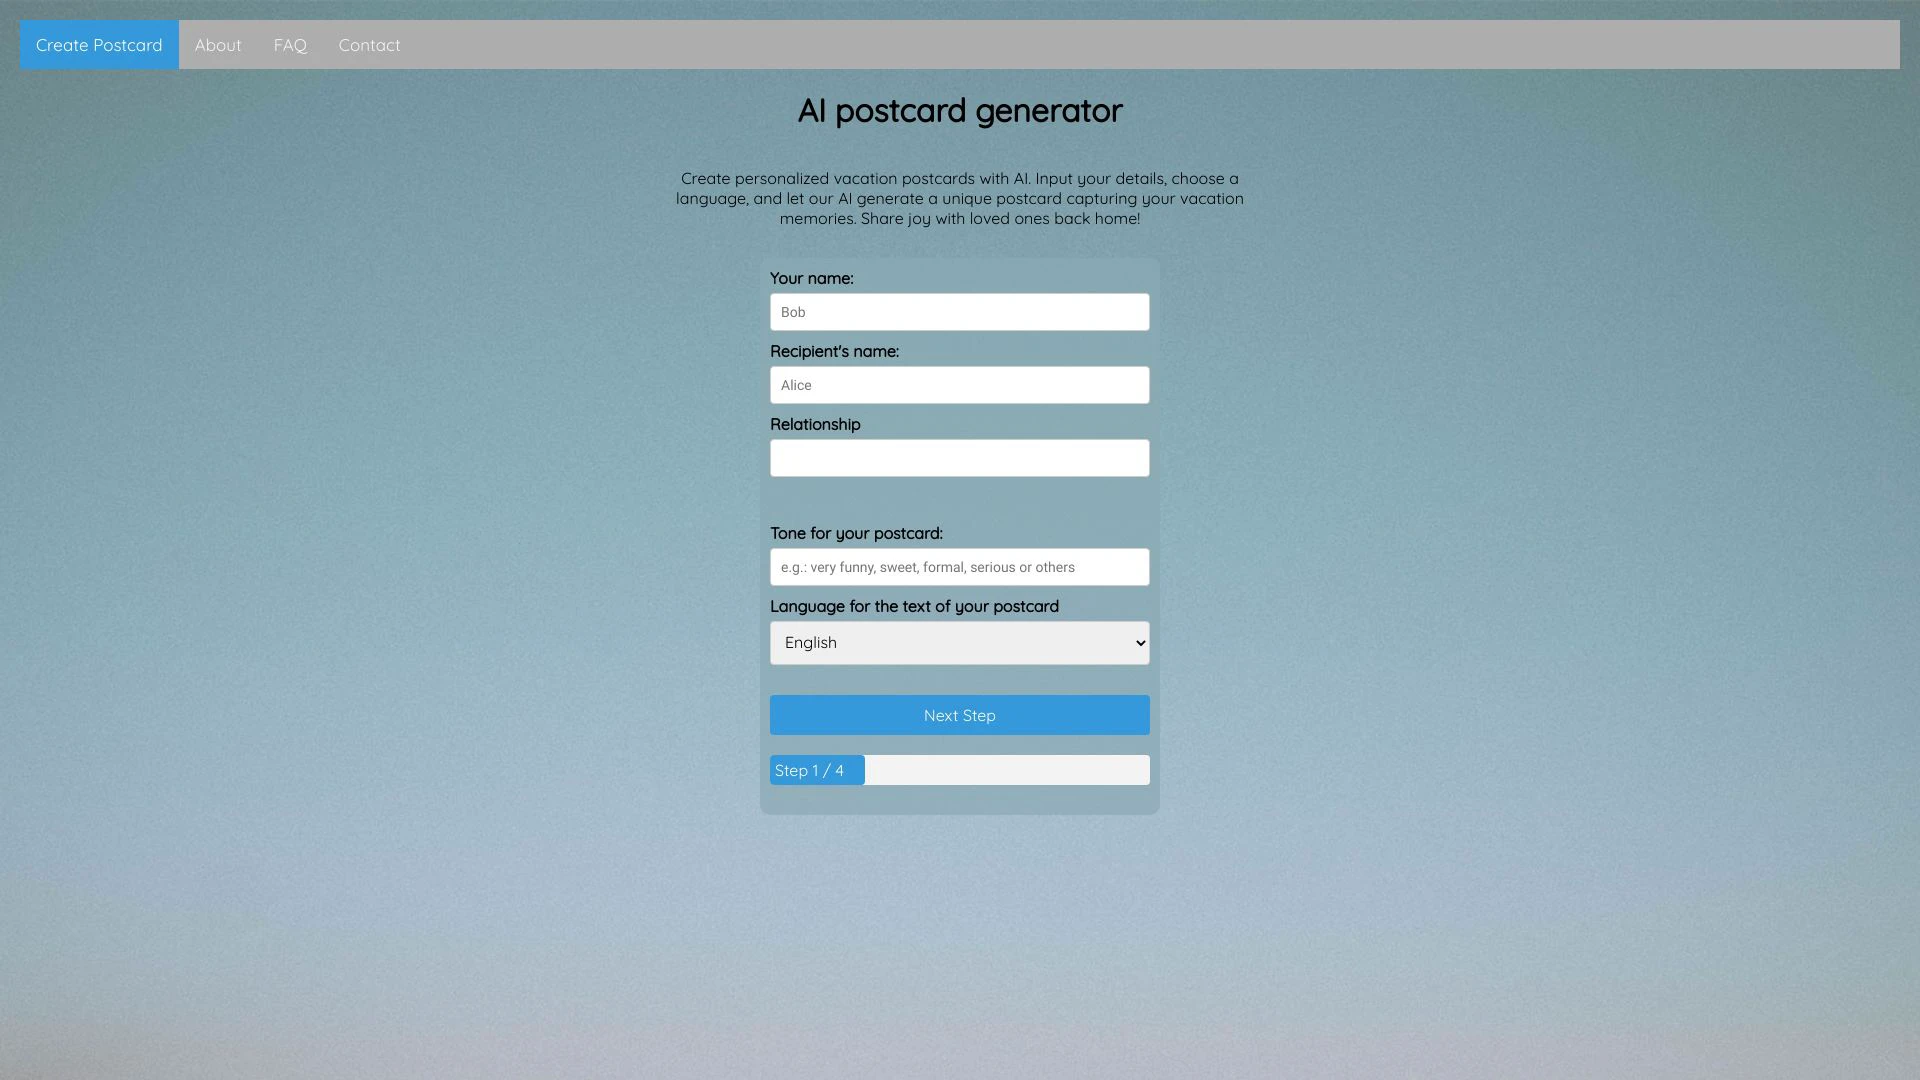 Create Postcard About FAQ Contact
AI postcard generator
Create personalized vacation postcards with AI. Input your details, choose a
language, and let our AI generate a unique postcard capturing your vacation
memories. Share joy with loved ones back home!
Your name:
Bob
Recipient's name:
Alice
Relationship
Tone for your postcard:
e.g.: very funny, sweet, formal, serious or others
Language for the text of your postcard
English
Next Step
Step 1 / 4